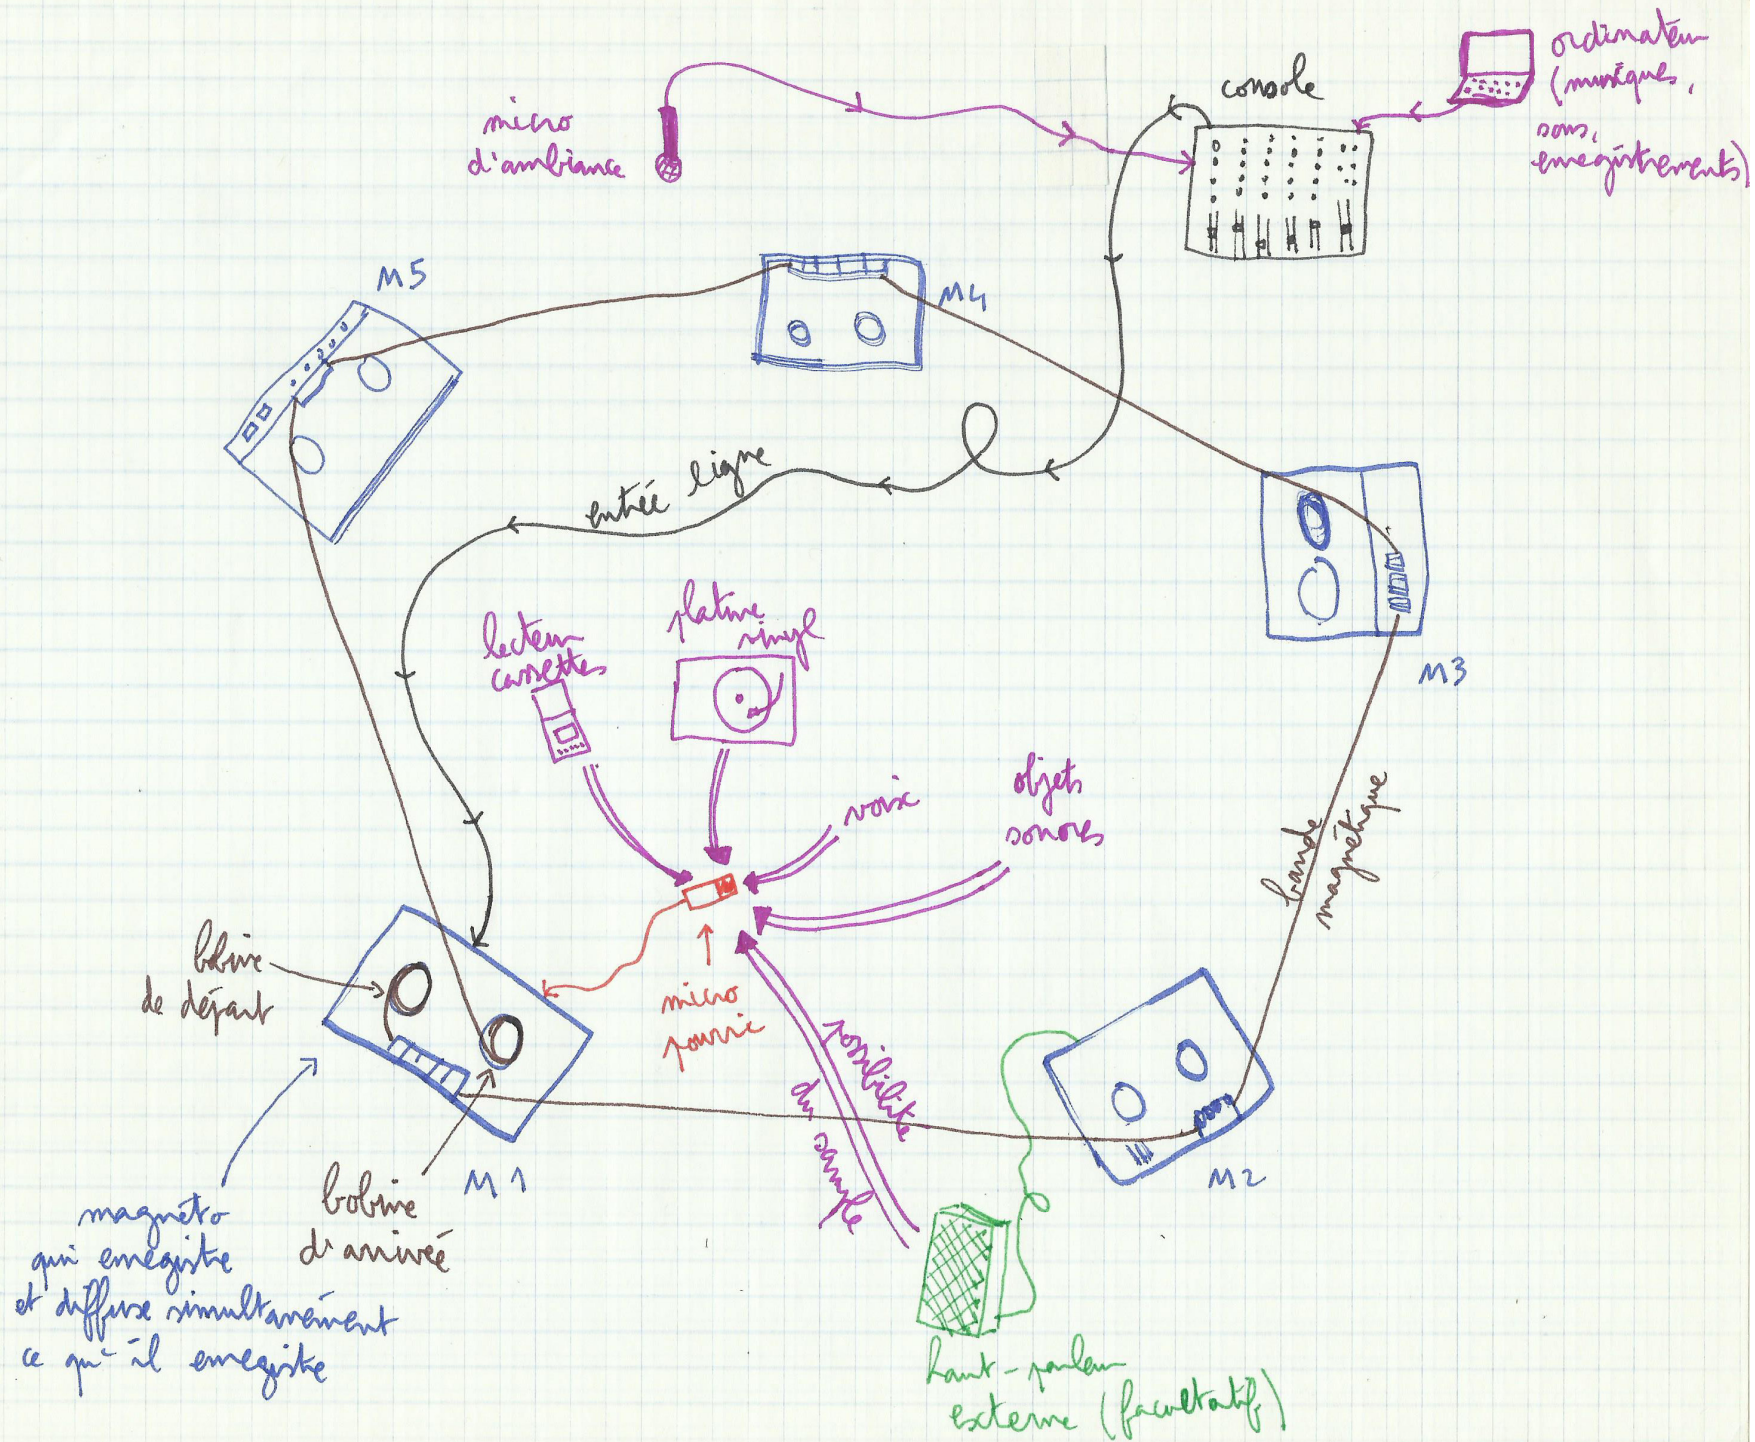 ordinateur
(musiques,
sons,
enregistrements)
console
micro
d'ambiance
M5
M4
entrée ligne
M3
lecteur
cassettes
platine
vinyl
voix
objets
sonores
bande
magnétique
bobine
de départ
micro
pourri
possibilité
du sample
M1
M2
bobine
d'arrivée
magnéto
qui enregistre
et diffuse simultanément
ce qu'il enregistre
haut-parleur
externe (facultatif)